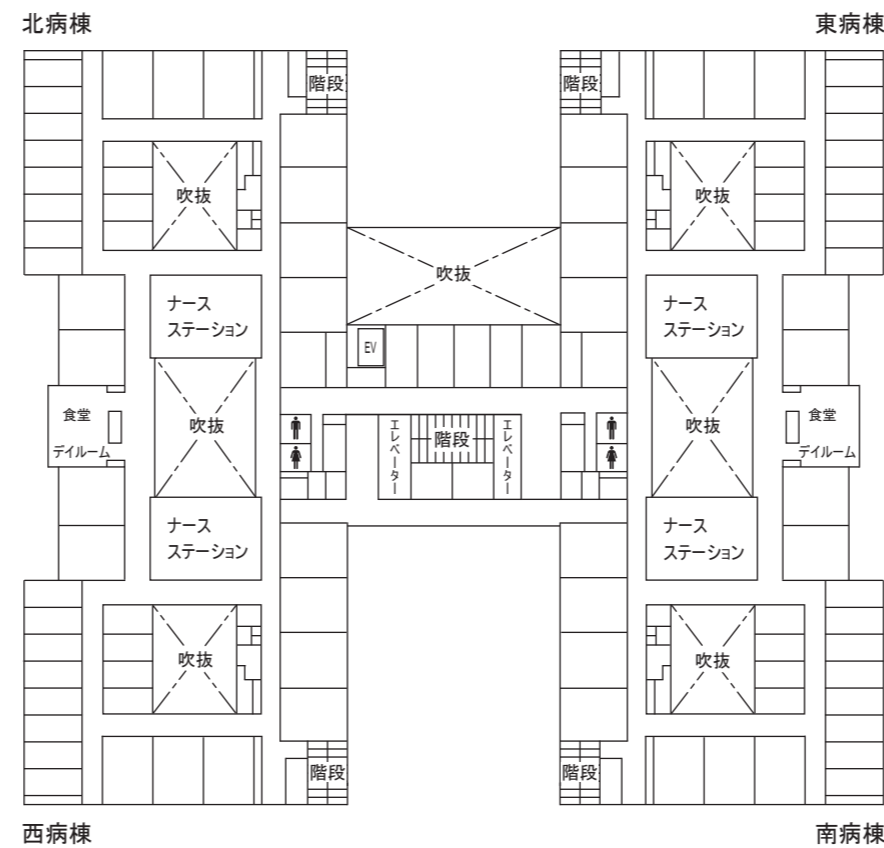 北病棟
東病棟
階段
階段
吹抜
吹抜
吹抜
ナース
ステーション
ナース
ステーション
EV
食堂
デイルーム
吹抜
エレベーター
階段
エレベーター
吹抜
食堂
デイルーム
ナース
ステーション
ナース
ステーション
吹抜
吹抜
階段
階段
西病棟
南病棟